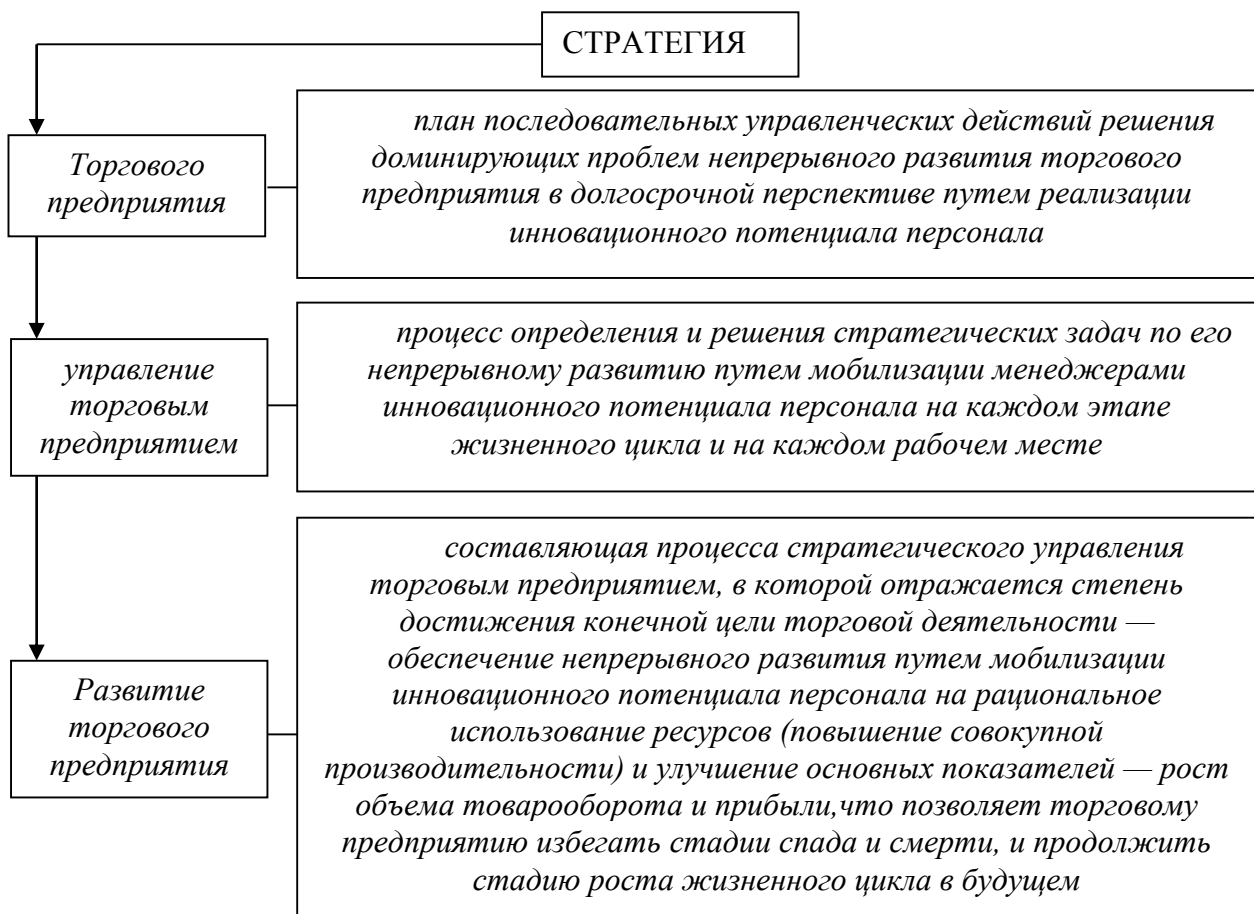 СТРАТЕГИЯ
Торгового
предприятия
план последовательных управленческих действий решения
доминирующих проблем непрерывного развития торгового
предприятия в долгосрочной перспективе путем реализации
инновационного потенциала персонала
управление
торговым
предприятием
процесс определения и решения стратегических задач по его
непрерывному развитию путем мобилизации менеджерами
инновационного потенциала персонала на каждом этапе
жизненного цикла и на каждом рабочем месте
Развитие
торгового
предприятия
составляющая процесса стратегического управления
торговым предприятием, в которой отражается степень
достижения конечной цели торговой деятельности —
обеспечение непрерывного развития путем мобилизации
инновационного потенциала персонала на рациональное
использование ресурсов (повышение совокупной
производительности) и улучшение основных показателей — рост
объема товарооборота и прибыли,что позволяет торговому
предприятию избегать стадии спада и смерти, и продолжить
стадию роста жизненного цикла в будущем